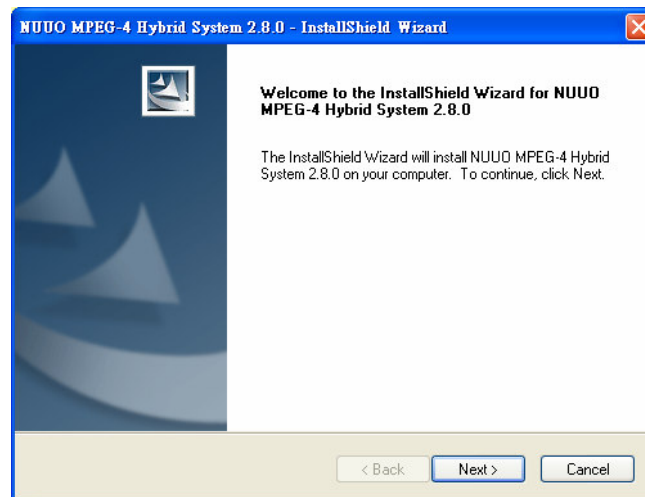 NUUO MPEG-4 Hybrid System 2.8.0 - InstallShield Wizard
Welcome to the InstallShield Wizard for NUUO
MPEG-4 Hybrid System 2.8.0
The InstallShield Wizard will install NUUO MPEG-4 Hybrid
System 2.8.0 on your computer. To continue, click Next.
< Back
Next >
Cancel